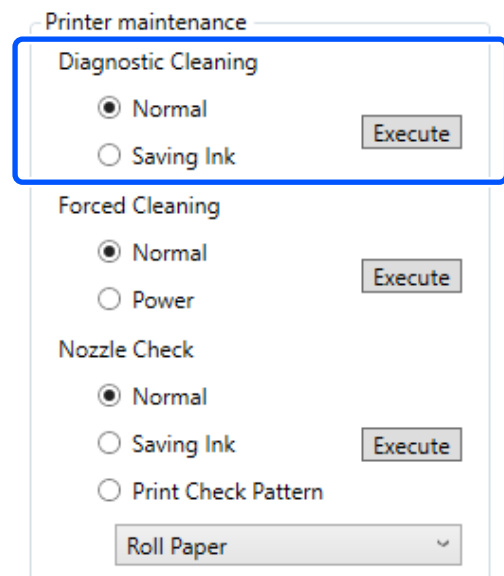 Printer maintenance
Diagnostic Cleaning
Normal
Execute
Saving Ink
Forced Cleaning
Normal
Execute
Power
Nozzle Check
Normal
Saving Ink
Execute
Print Check Pattern
Roll Paper